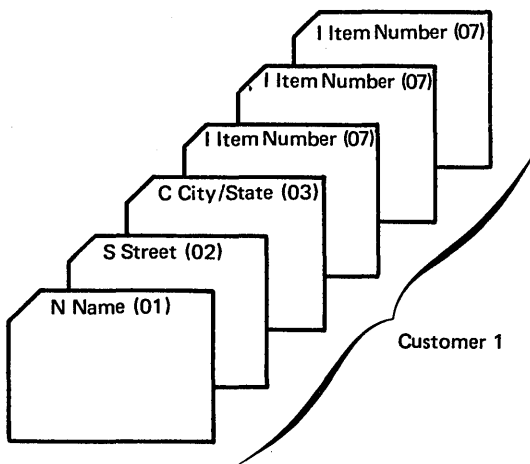 I Item Number (07)
I Item Number (07)
I Item Number (07)
C City/State (03)
S Street (02)
N Name (01)
Customer 1